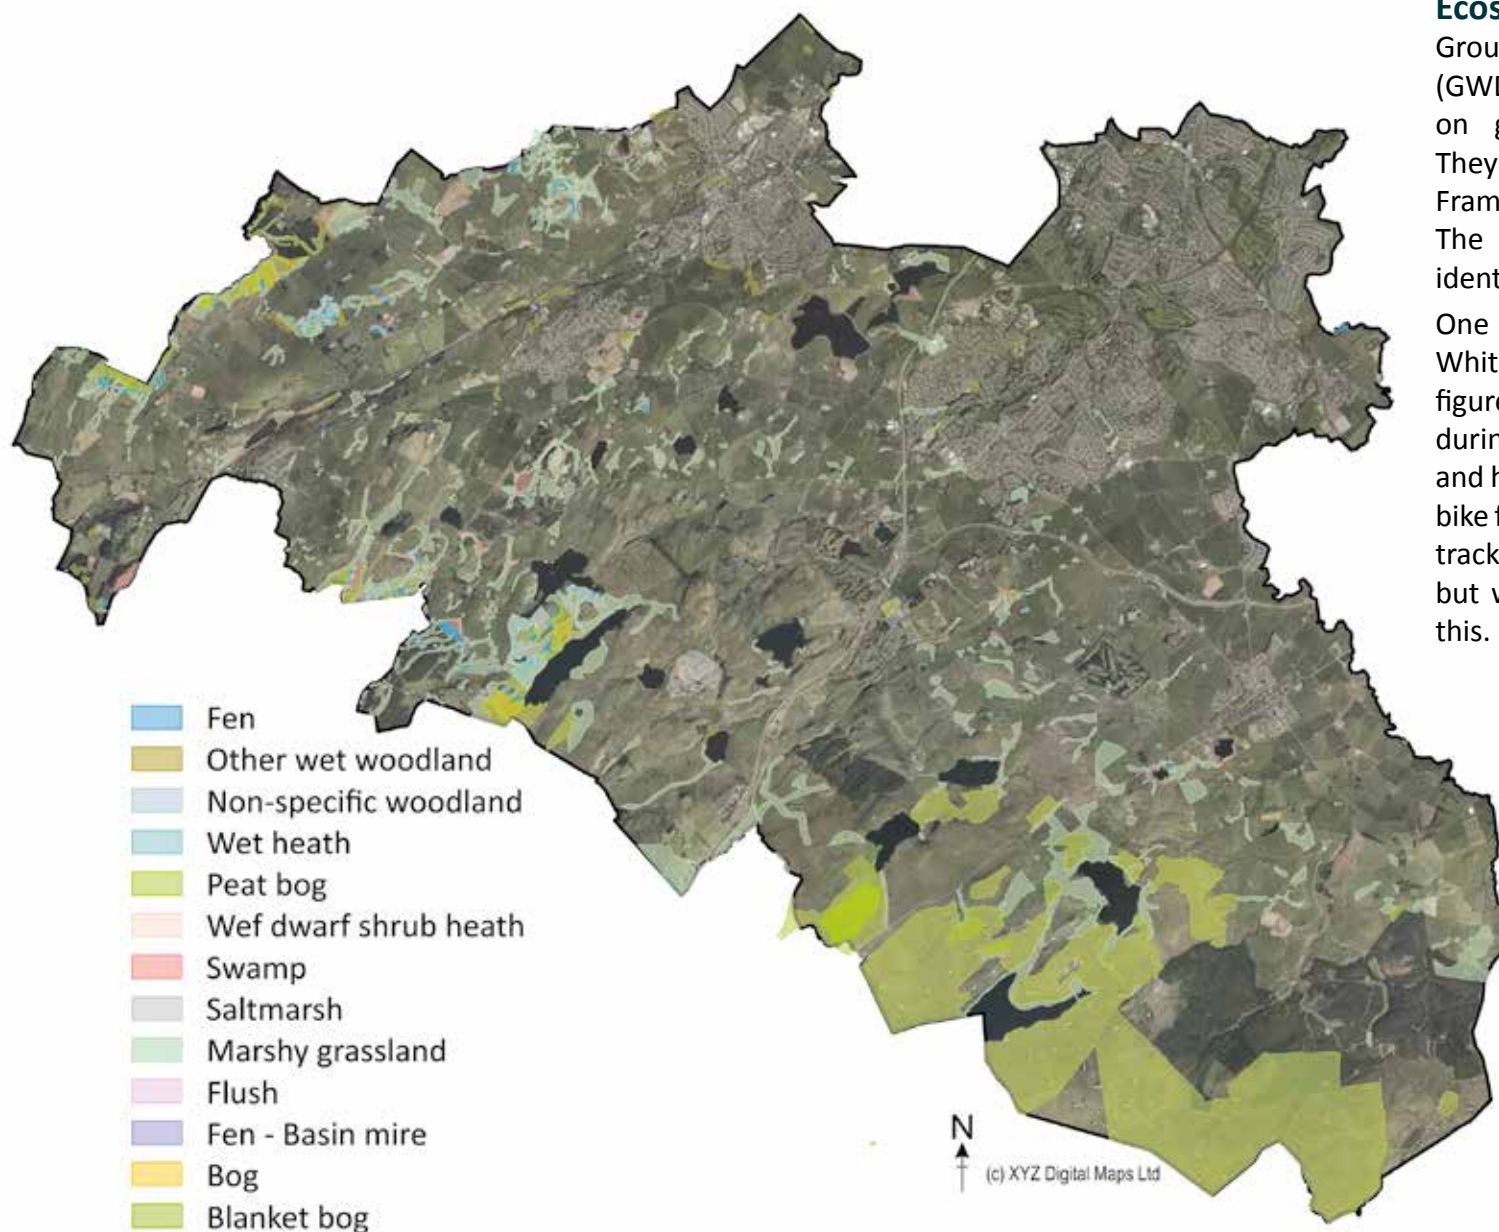 Fen
Other wet woodland
Non-specific woodland
Wet heath
Peat bog
Wef dwarf shrub heath
Swamp
Saltmarsh
Marshy grassland
Flush
Fen - Basin mire
Bog
Blanket bog
N
(c) XYZ Digital Maps Ltd
Ecos
Grou
(GWD
on g
They
Fram
The
ident
One
Whit
figure
durin
and h
bike f
track
but w
this.